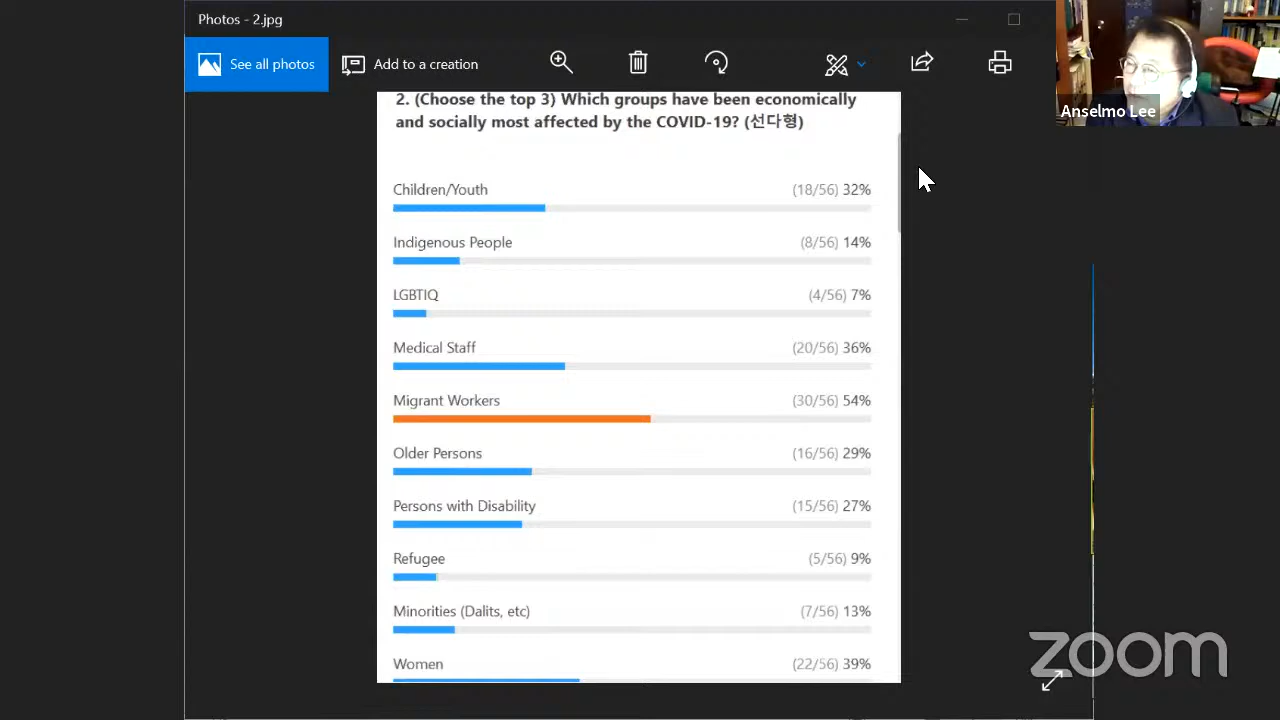 Photos - 2.jpg
See all photos
Add to a creation
Anselmo Lee
2. (Choose the top 3) Which groups have been economically
and socially most affected by the COVID-19? (선다형)
Children/Youth (18/56) 32%
Indigenous People (8/56) 14%
LGBTIQ (4/56) 7%
Medical Staff (20/56) 36%
Migrant Workers (30/56) 54%
Older Persons (16/56) 29%
Persons with Disability (15/56) 27%
Refugee (5/56) 9%
Minorities (Dalits, etc) (7/56) 13%
Women (22/56) 39%
zoom